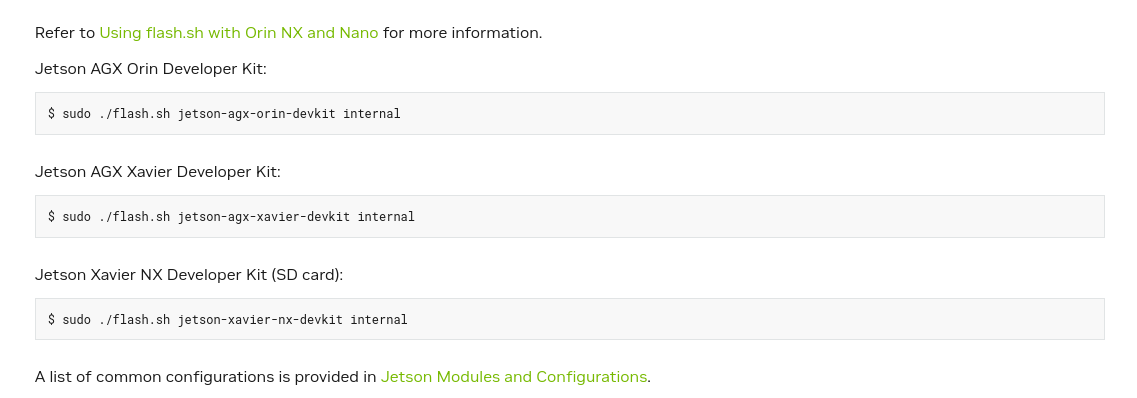 Refer to Using flash.sh with Orin NX and Nano for more information.
Jetson AGX Orin Developer Kit:
$ sudo ./flash.sh jetson-agx-orin-devkit internal
Jetson AGX Xavier Developer Kit:
$ sudo ./flash.sh jetson-agx-xavier-devkit internal
Jetson Xavier NX Developer Kit (SD card):
$ sudo ./flash.sh jetson-xavier-nx-devkit internal
A list of common configurations is provided in Jetson Modules and Configurations.